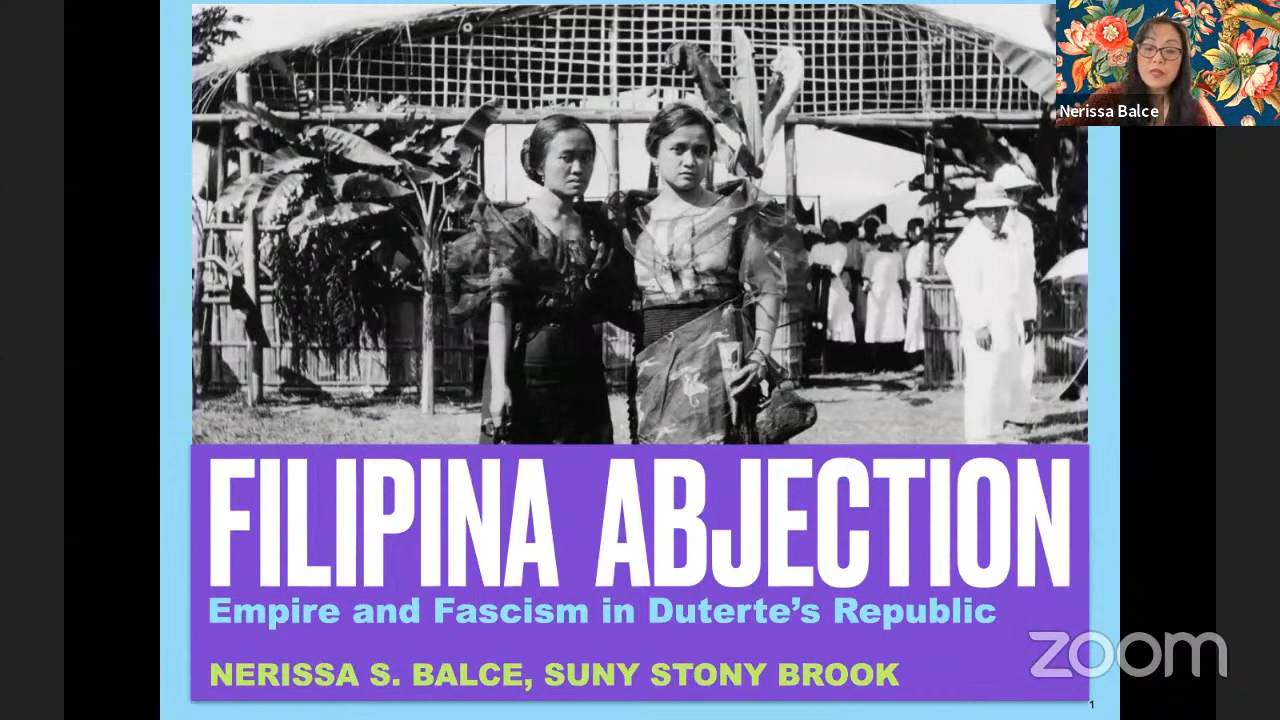 Nerissa Balce
FILIPINA ABJECTION
Empire and Fascism in Duterte's Republic
NERISSA S. BALCE, SUNY STONY BROOK
zoom
1